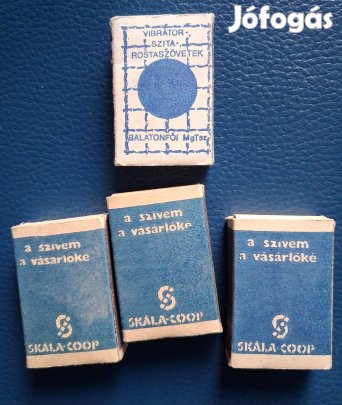 Jófogás
VIBRÁTOR-
SZITA-
ROSTASZÖVETEK
BALATONFŐI MgTsz
a szívem
a vásárlóké
SKÁLA-COOP
a szívem
a vásárlóké
SKÁLA-COOP
a szívem
a vásárlóké
SKÁLA-COOP